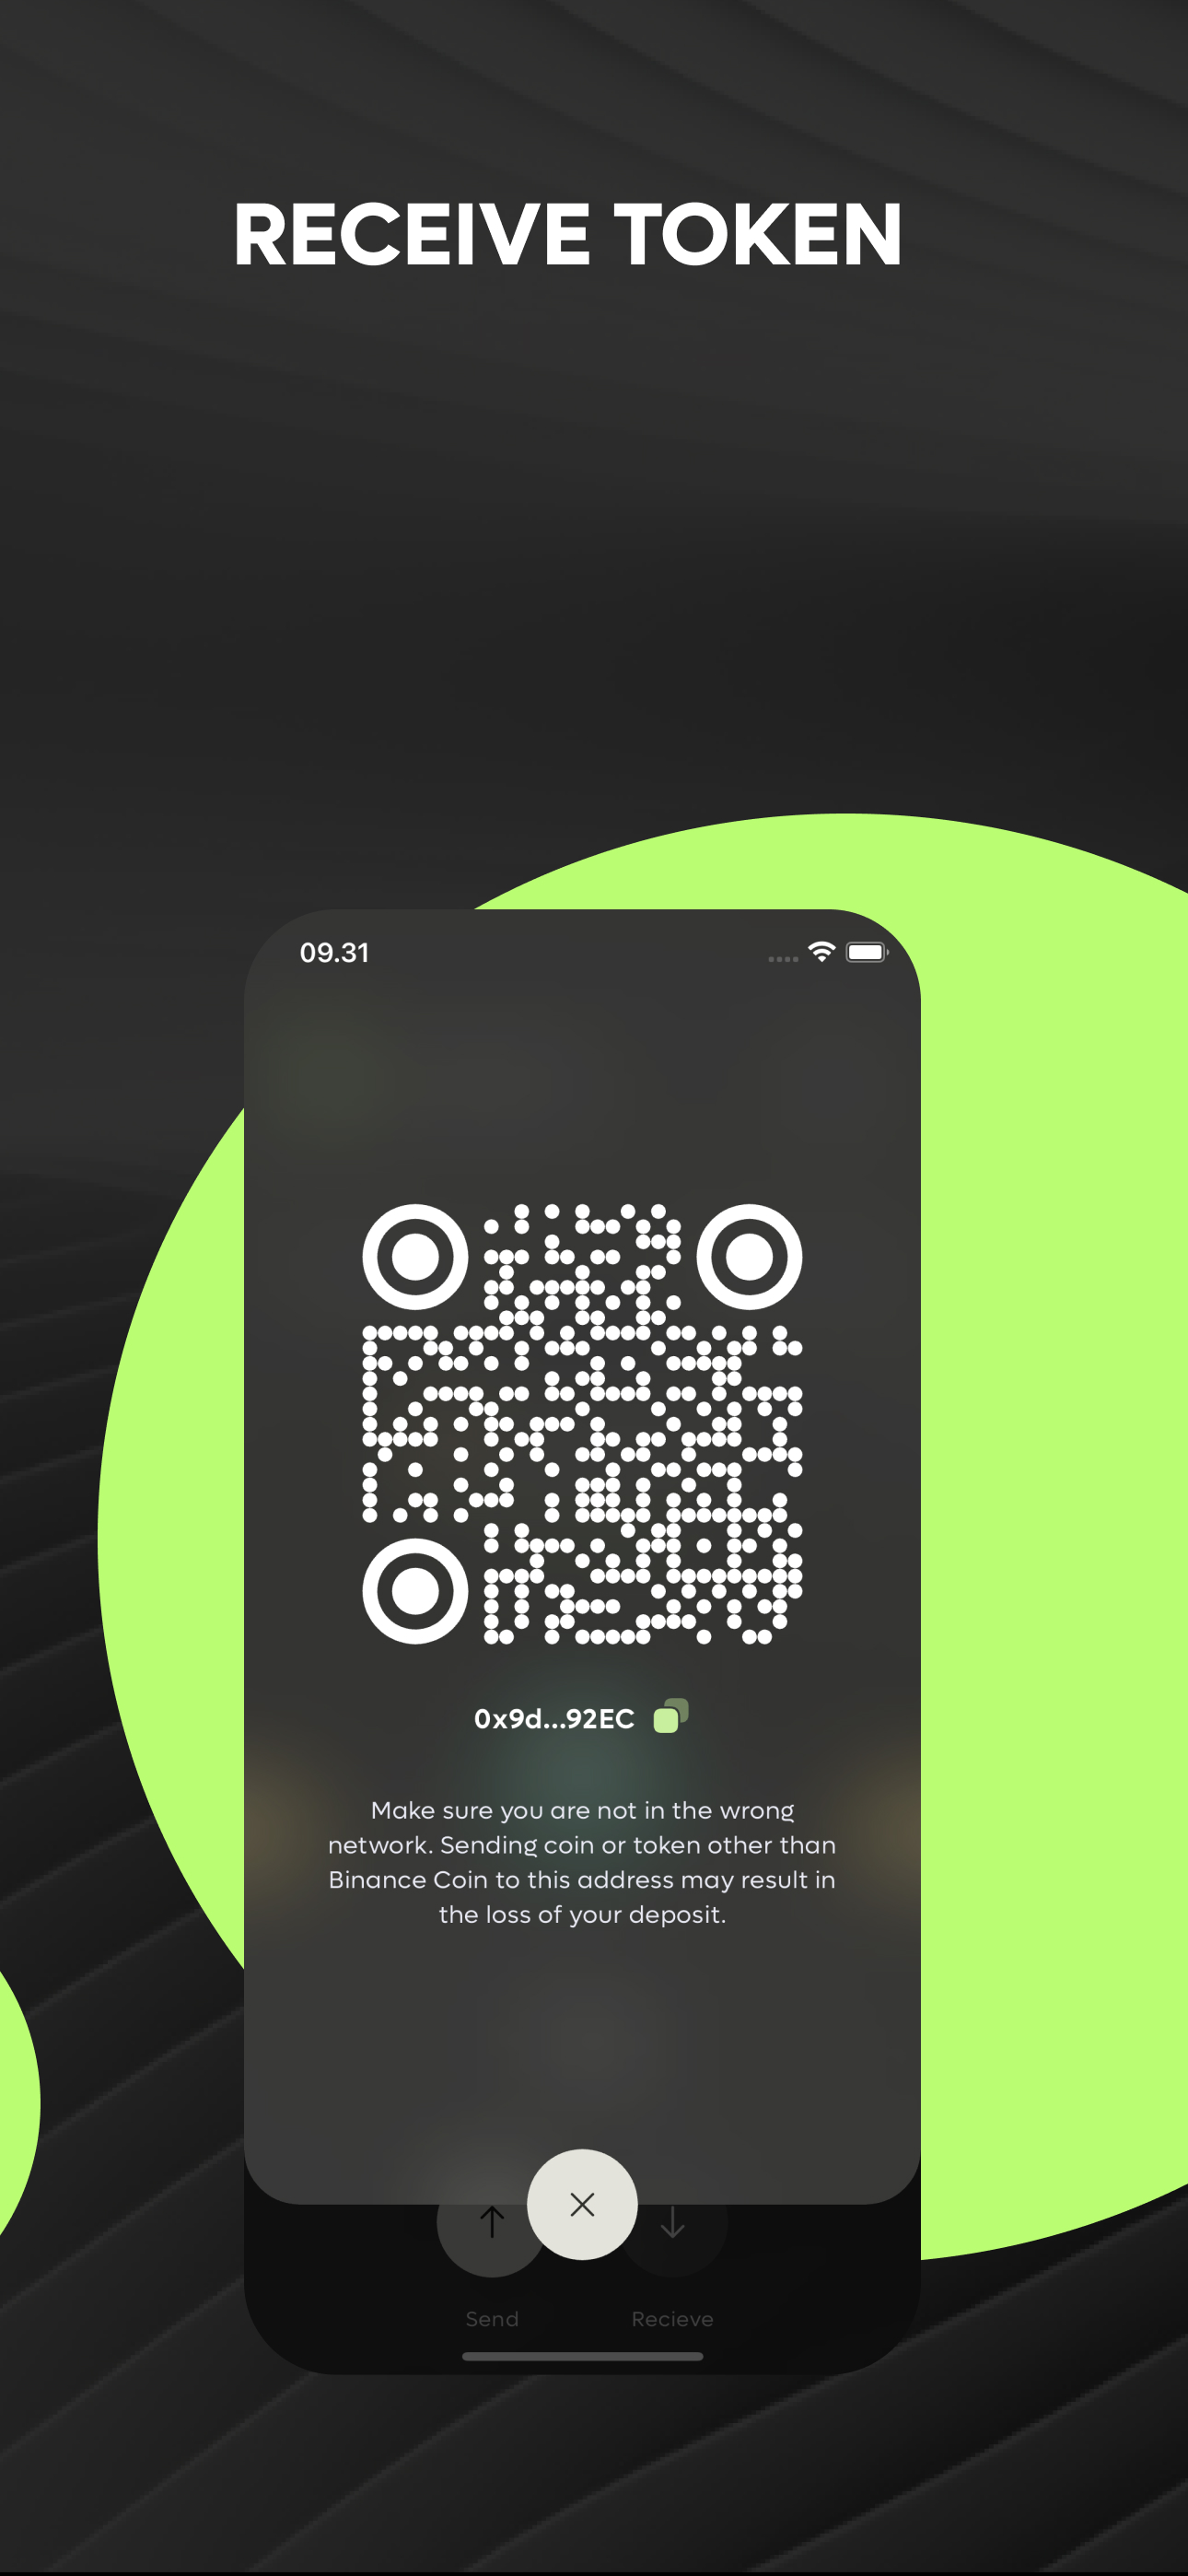 RECEIVE TOKEN
09.31
0x9d...92EC
Make sure you are not in the wrong
network. Sending coin or token other than
Binance Coin to this address may result in
the loss of your deposit.
Send Recieve